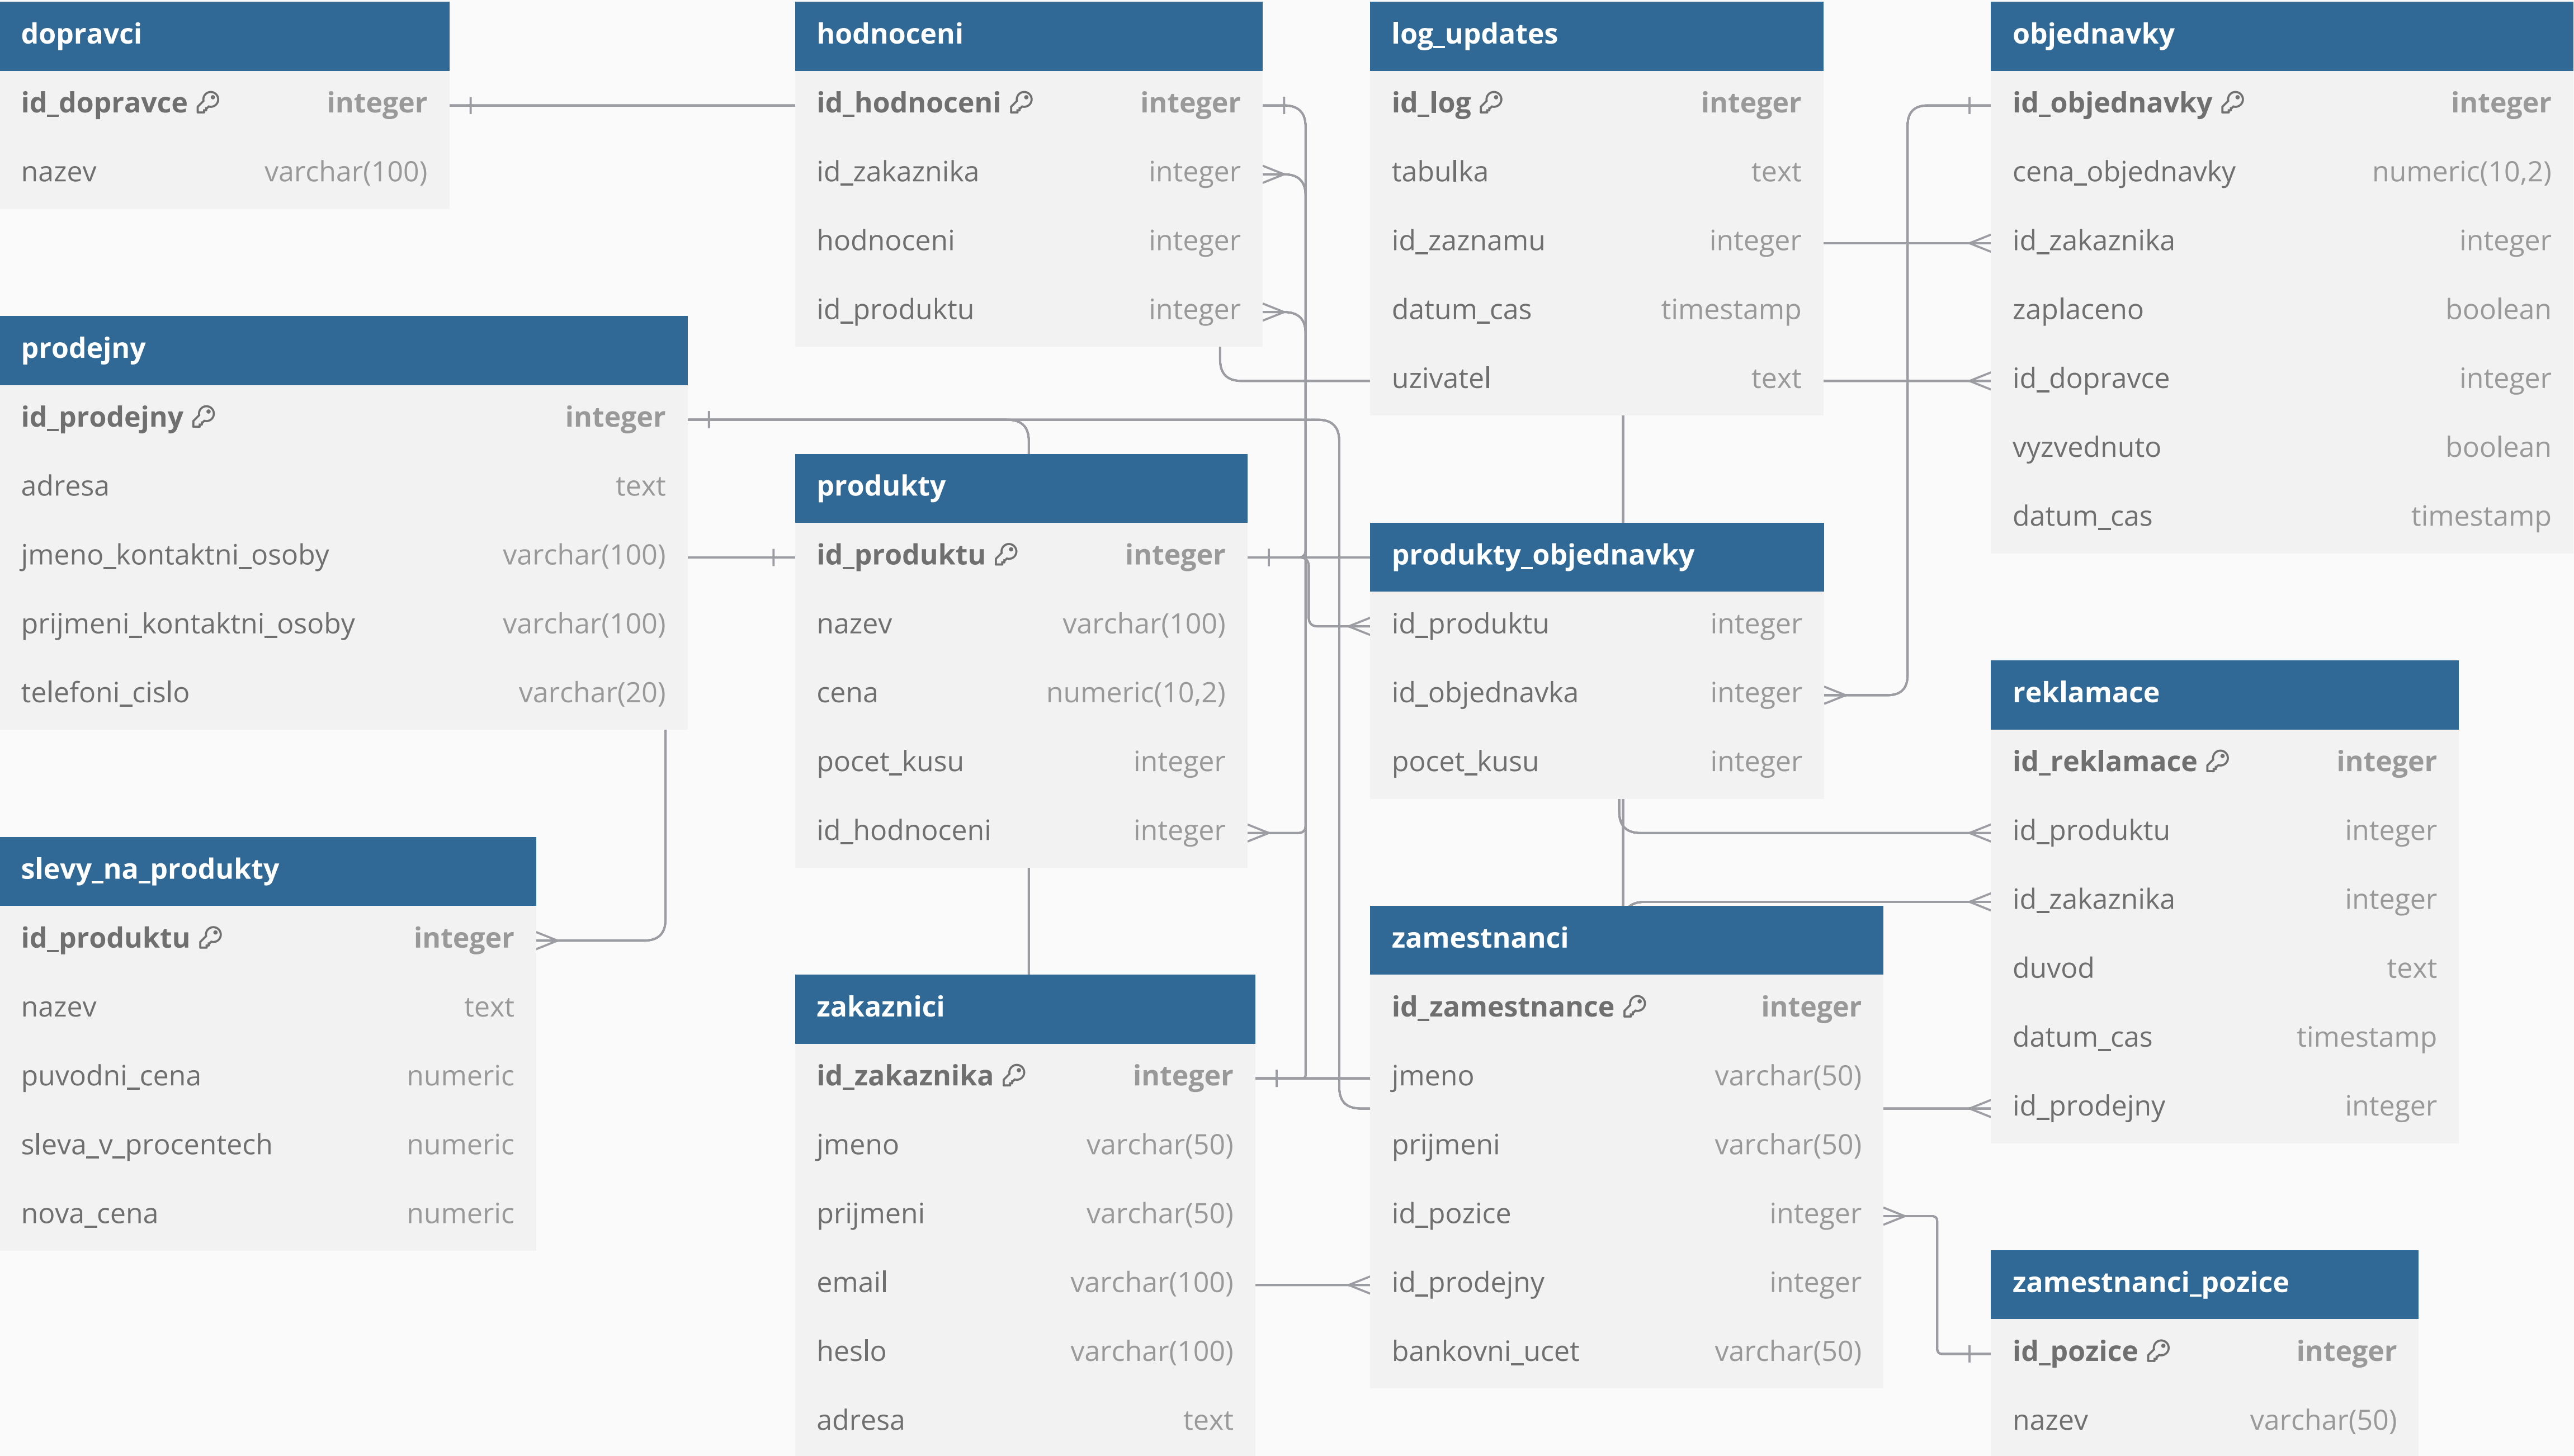 dopravci
id_dopravce integer
nazev varchar(100)
hodnoceni
id_hodnoceni integer
id_zakaznika integer
hodnoceni integer
id_produktu integer
log_updates
id_log integer
tabulka text
id_zaznamu integer
datum_cas timestamp
uzivatel text
objednavky
id_objednavky integer
cena_objednavky numeric(10,2)
id_zakaznika integer
zaplaceno boolean
id_dopravce integer
vyzvednuto boolean
datum_cas timestamp
prodejny
id_prodejny integer
adresa text
jmeno_kontaktni_osoby varchar(100)
prijmeni_kontaktni_osoby varchar(100)
telefoni_cislo varchar(20)
produkty
id_produktu integer
nazev varchar(100)
cena numeric(10,2)
pocet_kusu integer
id_hodnoceni integer
produkty_objednavky
id_produktu integer
id_objednavka integer
pocet_kusu integer
reklamace
id_reklamace integer
id_produktu integer
id_zakaznika integer
duvod text
datum_cas timestamp
id_prodejny integer
slevy_na_produkty
id_produktu integer
nazev text
puvodni_cena numeric
sleva_v_procentech numeric
nova_cena numeric
zakaznici
id_zakaznika integer
jmeno varchar(50)
prijmeni varchar(50)
email varchar(100)
heslo varchar(100)
adresa text
zamestnanci
id_zamestnance integer
jmeno varchar(50)
prijmeni varchar(50)
id_pozice integer
id_prodejny integer
bankovni_ucet varchar(50)
zamestnanci_pozice
id_pozice integer
nazev varchar(50)